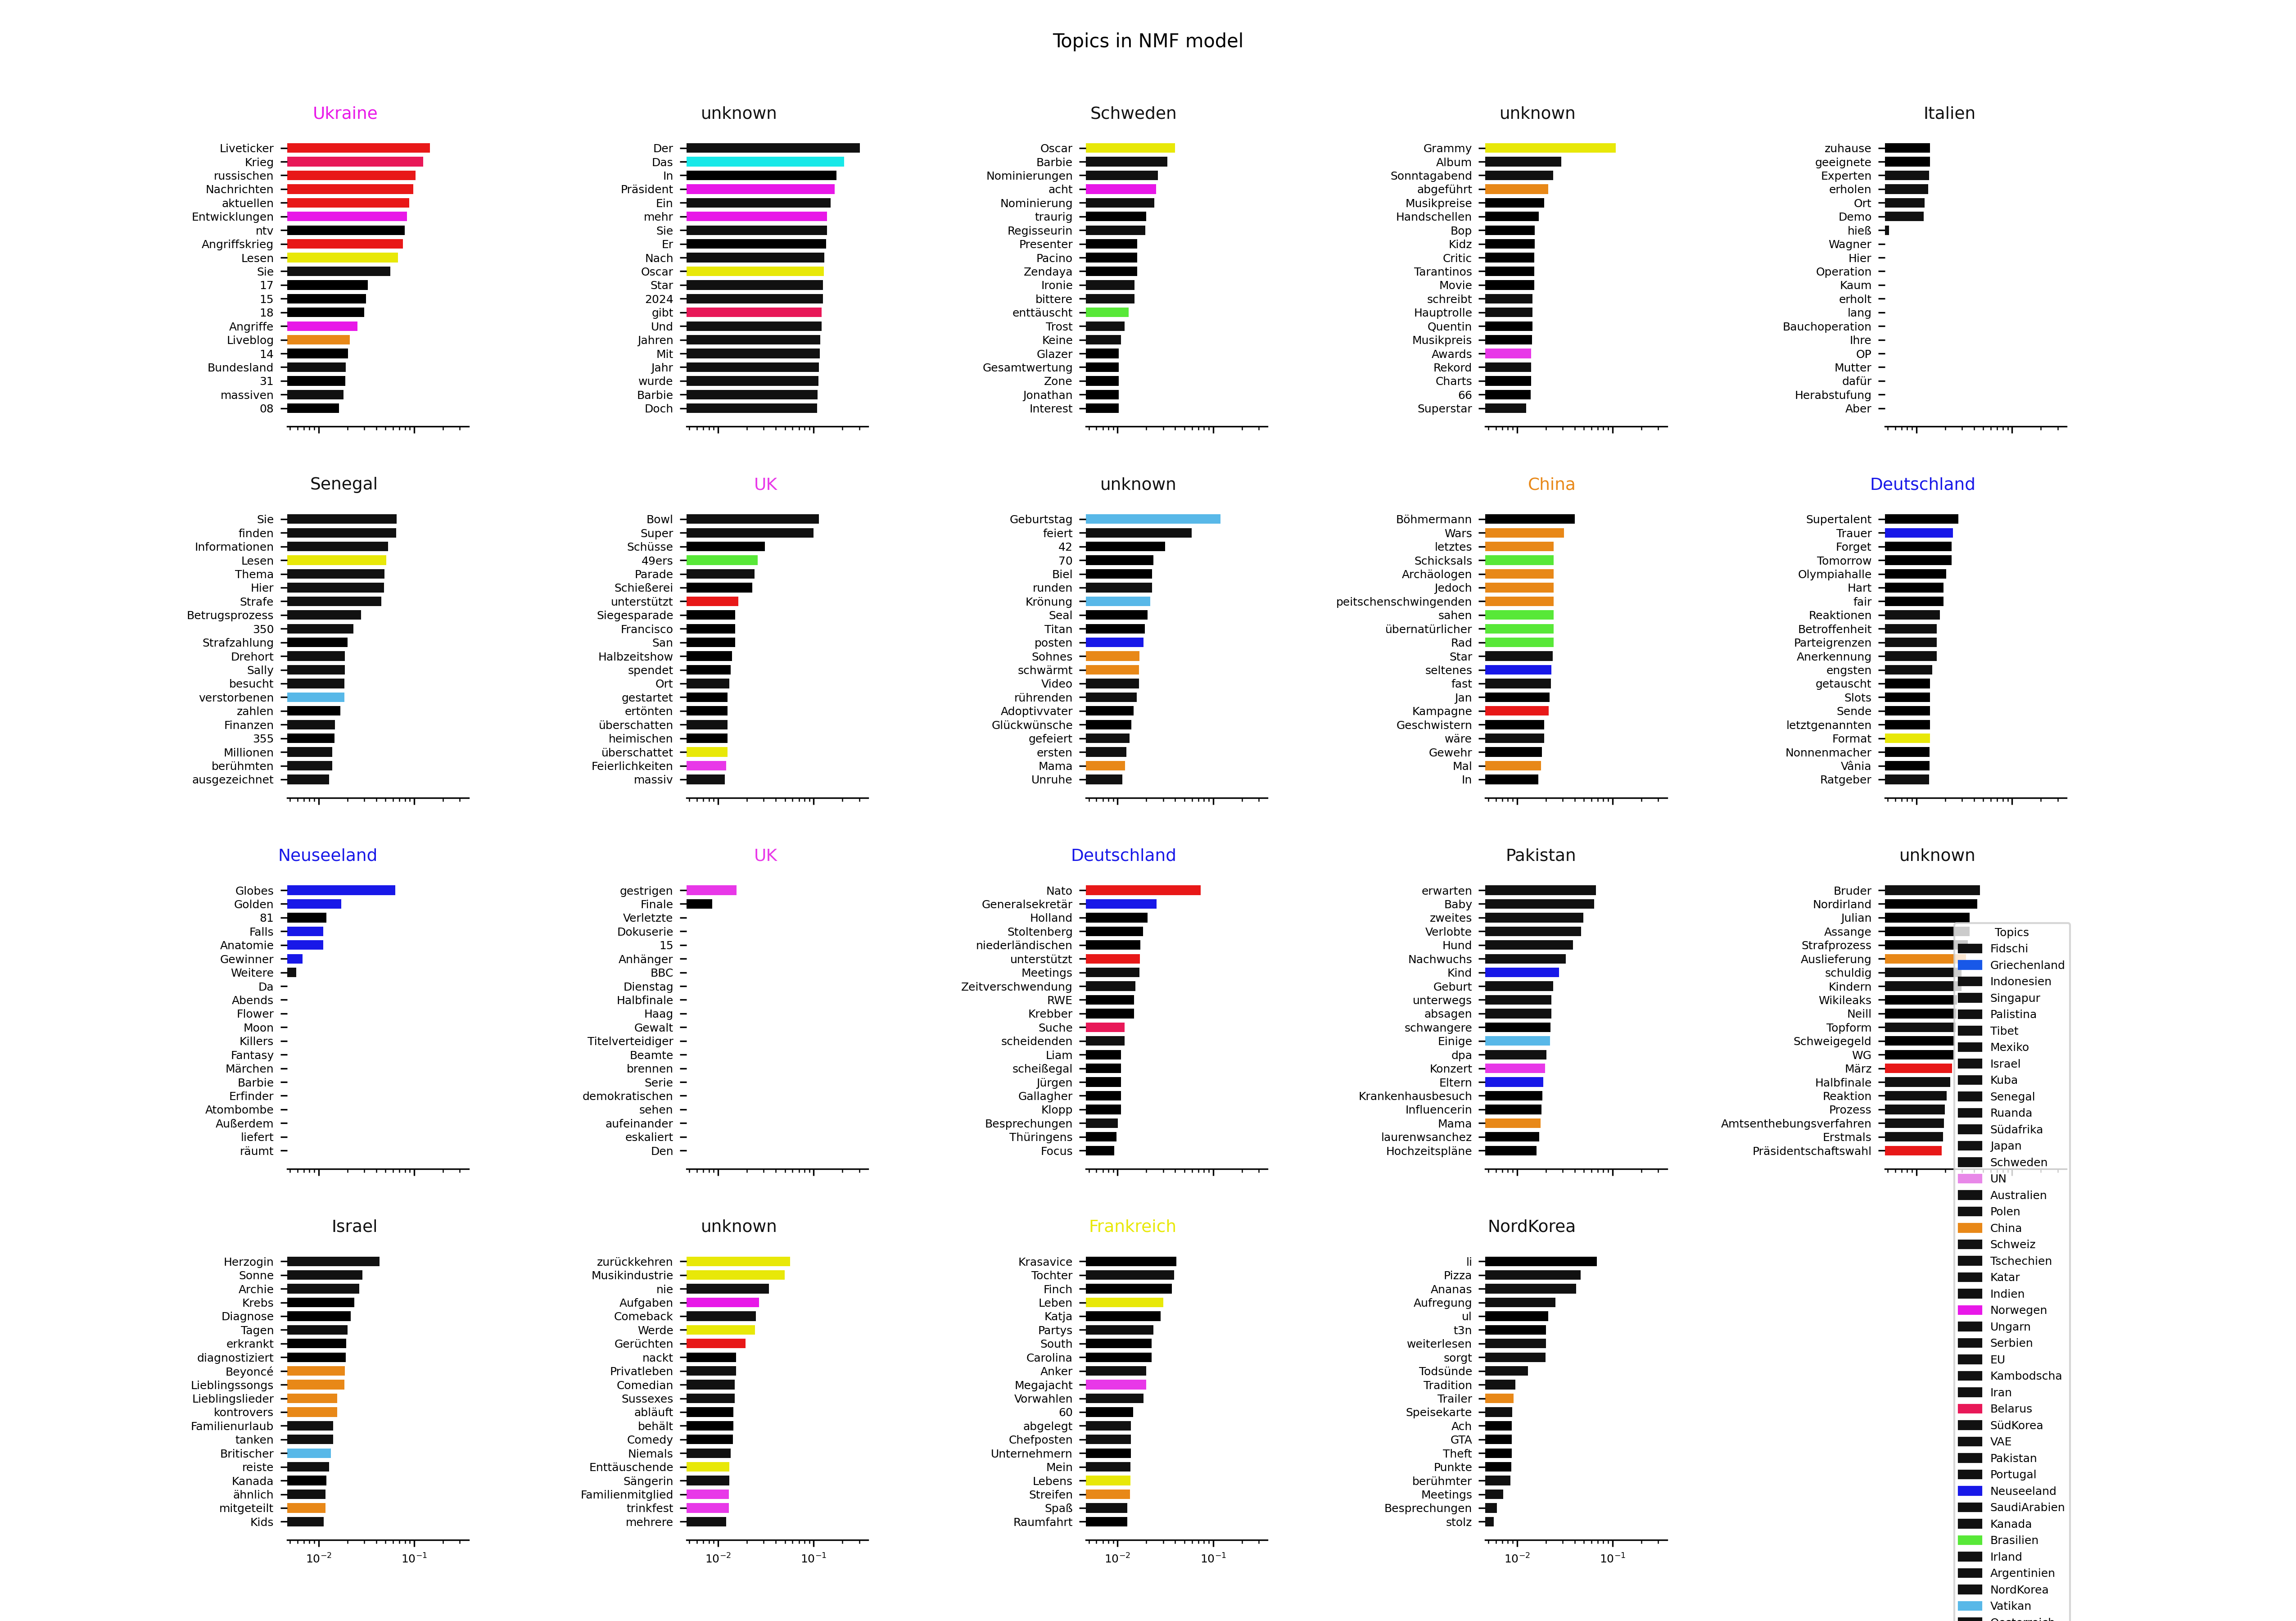 Topics in NMF model
Ukraine
Liveticker
Krieg
russischen
Nachrichten
aktuellen
Entwicklungen
ntv
Angriffskrieg
Lesen
Sie
17
15
18
Angriffe
Liveblog
14
Bundesland
31
massiven
08
unknown
Der
Das
In
Präsident
Ein
mehr
Sie
Er
Nach
Oscar
Star
2024
gibt
Und
Jahren
Mit
Jahr
wurde
Barbie
Doch
Schweden
Oscar
Barbie
Nominierungen
acht
Nominierung
traurig
Regisseurin
Presenter
Pacino
Zendaya
Ironie
bittere
enttäuscht
Trost
Keine
Glazer
Gesamtwertung
Zone
Jonathan
Interest
unknown
Grammy
Album
Sonntagabend
abgeführt
Musikpreise
Handschellen
Bop
Kidz
Critic
Tarantinos
Movie
schreibt
Hauptrolle
Quentin
Musikpreis
Awards
Rekord
Charts
66
Superstar
Italien
zuhause
geeignete
Experten
erholen
Ort
Demo
hieß
Wagner
Hier
Operation
Kaum
erholt
lang
Bauchoperation
Ihre
OP
Mutter
dafür
Herabstufung
Aber
Senegal
Sie
finden
Informationen
Lesen
Thema
Hier
Strafe
Betrugsprozess
350
Strafzahlung
Drehort
Sally
besucht
verstorbenen
zahlen
Finanzen
355
Millionen
berühmten
ausgezeichnet
UK
Bowl
Super
Schüsse
49ers
Parade
Schießerei
unterstützt
Siegesparade
Francisco
San
Halbzeitshow
spendet
Ort
gestartet
ertönten
überschatten
heimischen
überschattet
Feierlichkeiten
massiv
unknown
Geburtstag
feiert
42
70
Biel
runden
Krönung
Seal
Titan
posten
Sohnes
schwärmt
Video
rührenden
Adoptivvater
Glückwünsche
gefeiert
ersten
Mama
Unruhe
China
Böhmermann
Wars
letztes
Schicksals
Archäologen
Jedoch
peitschenschwingenden
sahen
übernatürlicher
Rad
Star
seltenes
fast
Jan
Kampagne
Geschwistern
wäre
Gewehr
Mal
In
Deutschland
Supertalent
Trauer
Forget
Tomorrow
Olympiahalle
Hart
fair
Reaktionen
Betroffenheit
Parteigrenzen
Anerkennung
engsten
getauscht
Slots
Sende
letztgenannten
Format
Nonnenmacher
Vânia
Ratgeber
Neuseeland
Globes
Golden
81
Falls
Anatomie
Gewinner
Weitere
Da
Abends
Flower
Moon
Killers
Fantasy
Märchen
Barbie
Erfinder
Atombombe
Außerdem
liefert
räumt
UK
gestrigen
Finale
Verletzte
Dokuserie
15
Anhänger
BBC
Dienstag
Halbfinale
Haag
Gewalt
Titelverteidiger
Beamte
brennen
Serie
demokratischen
sehen
aufeinander
eskaliert
Den
Deutschland
Nato
Generalsekretär
Holland
Stoltenberg
niederländischen
unterstützt
Meetings
Zeitverschwendung
RWE
Krebber
Suche
scheidenden
Liam
scheißegal
Jürgen
Gallagher
Klopp
Besprechungen
Thüringens
Focus
Pakistan
erwarten
Baby
zweites
Verlobte
Hund
Nachwuchs
Kind
Geburt
unterwegs
absagen
schwangere
Einige
dpa
Konzert
Eltern
Krankenhausbesuch
Influencerin
Mama
laurenwsanchez
Hochzeitspläne
unknown
Bruder
Nordirland
Julian
Assange
Strafprozess
Auslieferung
schuldig
Kindern
Wikileaks
Neill
Topform
Schweigegeld
WG
März
Halbfinale
Reaktion
Prozess
Amtsenthebungsverfahren
Erstmals
Präsidentschaftswahl
Israel
Herzogin
Sonne
Archie
Krebs
Diagnose
Tagen
erkrankt
diagnostiziert
Beyoncé
Lieblingssongs
Lieblingslieder
kontrovers
Familienurlaub
tanken
Britischer
reiste
Kanada
ähnlich
mitgeteilt
Kids
10⁻² 10⁻¹
unknown
zurückkehren
Musikindustrie
nie
Aufgaben
Comeback
Werde
Gerüchten
nackt
Privatleben
Comedian
Sussexes
abläuft
behält
Comedy
Niemals
Enttäuschende
Sängerin
Familienmitglied
trinkfest
mehrere
10⁻² 10⁻¹
Frankreich
Krasavice
Tochter
Finch
Leben
Katja
Partys
South
Carolina
Anker
Megajacht
Vorwahlen
60
abgelegt
Chefposten
Unternehmern
Mein
Lebens
Streifen
Spaß
Raumfahrt
10⁻² 10⁻¹
NordKorea
li
Pizza
Ananas
Aufregung
ul
t3n
weiterlesen
sorgt
Todsünde
Tradition
Trailer
Speisekarte
Ach
GTA
Theft
Punkte
berühmter
Meetings
Besprechungen
stolz
10⁻² 10⁻¹
Topics
Fidschi
Griechenland
Indonesien
Singapur
Palistina
Tibet
Mexiko
Israel
Kuba
Senegal
Ruanda
Südafrika
Japan
Schweden
UN
Australien
Polen
China
Schweiz
Tschechien
Katar
Indien
Norwegen
Ungarn
Serbien
EU
Kambodscha
Iran
Belarus
SüdKorea
VAE
Pakistan
Portugal
Neuseeland
SaudiArabien
Kanada
Brasilien
Irland
Argentinien
NordKorea
Vatikan